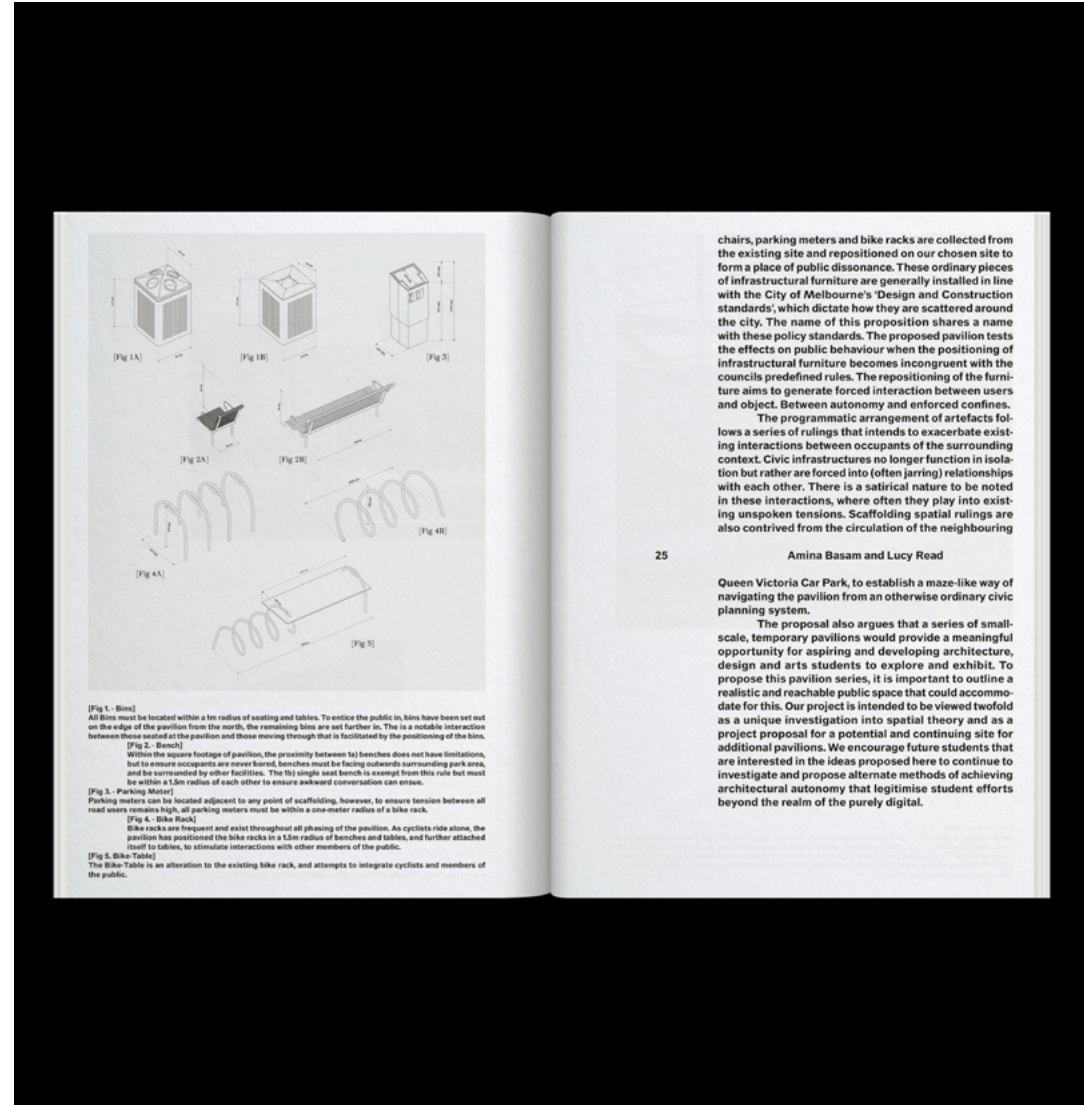 [Fig 1A]
[Fig 1B]
[Fig 3]
[Fig 2A]
[Fig 2B]
[Fig 4B]
[Fig 4A]
[Fig 5]
[Fig 1. - Bins]
All Bins must be located within a 1m radius of seating and tables. To entice the public in, bins have been set out
on the edge of the pavilion from the north, the remaining bins are set further in. The is a notable interaction
between those seated at the pavilion and those moving through that is facilitated by the positioning of the bins.
[Fig 2. - Bench]
Within the square footage of pavilion, the proximity between 1a) benches does not have limitations,
but to ensure occupants are never bored, benches must be facing outwards surrounding park area,
and be surrounded by other facilities. The 1b) single seat bench is exempt from this rule but must
be within a 1.5m radius of each other to ensure awkward conversation can ensue.
[Fig 3. - Parking Meter]
Parking meters can be located adjacent to any point of scaffolding, however, to ensure tension between all
road users remains high, all parking meters must be within a one-meter radius of a bike rack.
[Fig 4. - Bike Rack]
Bike racks are frequent and exist throughout all phasing of the pavilion. As cyclists ride alone, the
pavilion has positioned the bike racks in a 1.5m radius of benches and tables, and further attached
itself to tables, to stimulate interactions with other members of the public.
[Fig 5. Bike-Table]
The Bike-Table is an alteration to the existing bike rack, and attempts to integrate cyclists and members of
the public.
chairs, parking meters and bike racks are collected from
the existing site and repositioned on our chosen site to
form a place of public dissonance. These ordinary pieces
of infrastructural furniture are generally installed in line
with the City of Melbourne's 'Design and Construction
standards', which dictate how they are scattered around
the city. The name of this proposition shares a name
with these policy standards. The proposed pavilion tests
the effects on public behaviour when the positioning of
infrastructural furniture becomes incongruent with the
councils predefined rules. The repositioning of the furni-
ture aims to generate forced interaction between users
and object. Between autonomy and enforced confines.
The programmatic arrangement of artefacts fol-
lows a series of rulings that intends to exacerbate exist-
ing interactions between occupants of the surrounding
context. Civic infrastructures no longer function in isola-
tion but rather are forced into (often jarring) relationships
with each other. There is a satirical nature to be noted
in these interactions, where often they play into exist-
ing unspoken tensions. Scaffolding spatial rulings are
also contrived from the circulation of the neighbouring
25 Amina Basam and Lucy Read
Queen Victoria Car Park, to establish a maze-like way of
navigating the pavilion from an otherwise ordinary civic
planning system.
The proposal also argues that a series of small-
scale, temporary pavilions would provide a meaningful
opportunity for aspiring and developing architecture,
design and arts students to explore and exhibit. To
propose this pavilion series, it is important to outline a
realistic and reachable public space that could accommo-
date for this. Our project is intended to be viewed twofold
as a unique investigation into spatial theory and as a
project proposal for a potential and continuing site for
additional pavilions. We encourage future students that
are interested in the ideas proposed here to continue to
investigate and propose alternate methods of achieving
architectural autonomy that legitimise student efforts
beyond the realm of the purely digital.